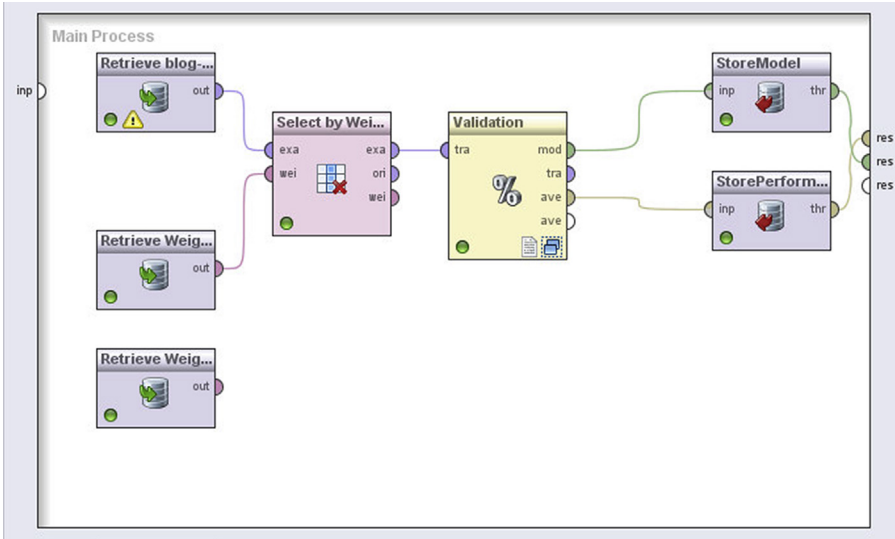 Main Process
inp
Retrieve blog-...
out
Select by Wei...
exa
exa
wei
ori
wei
Validation
tra
mod
tra
ave
ave
%
StoreModel
inp
thr
StorePerform...
inp
thr
res
res
res
Retrieve Weig...
out
Retrieve Weig...
out